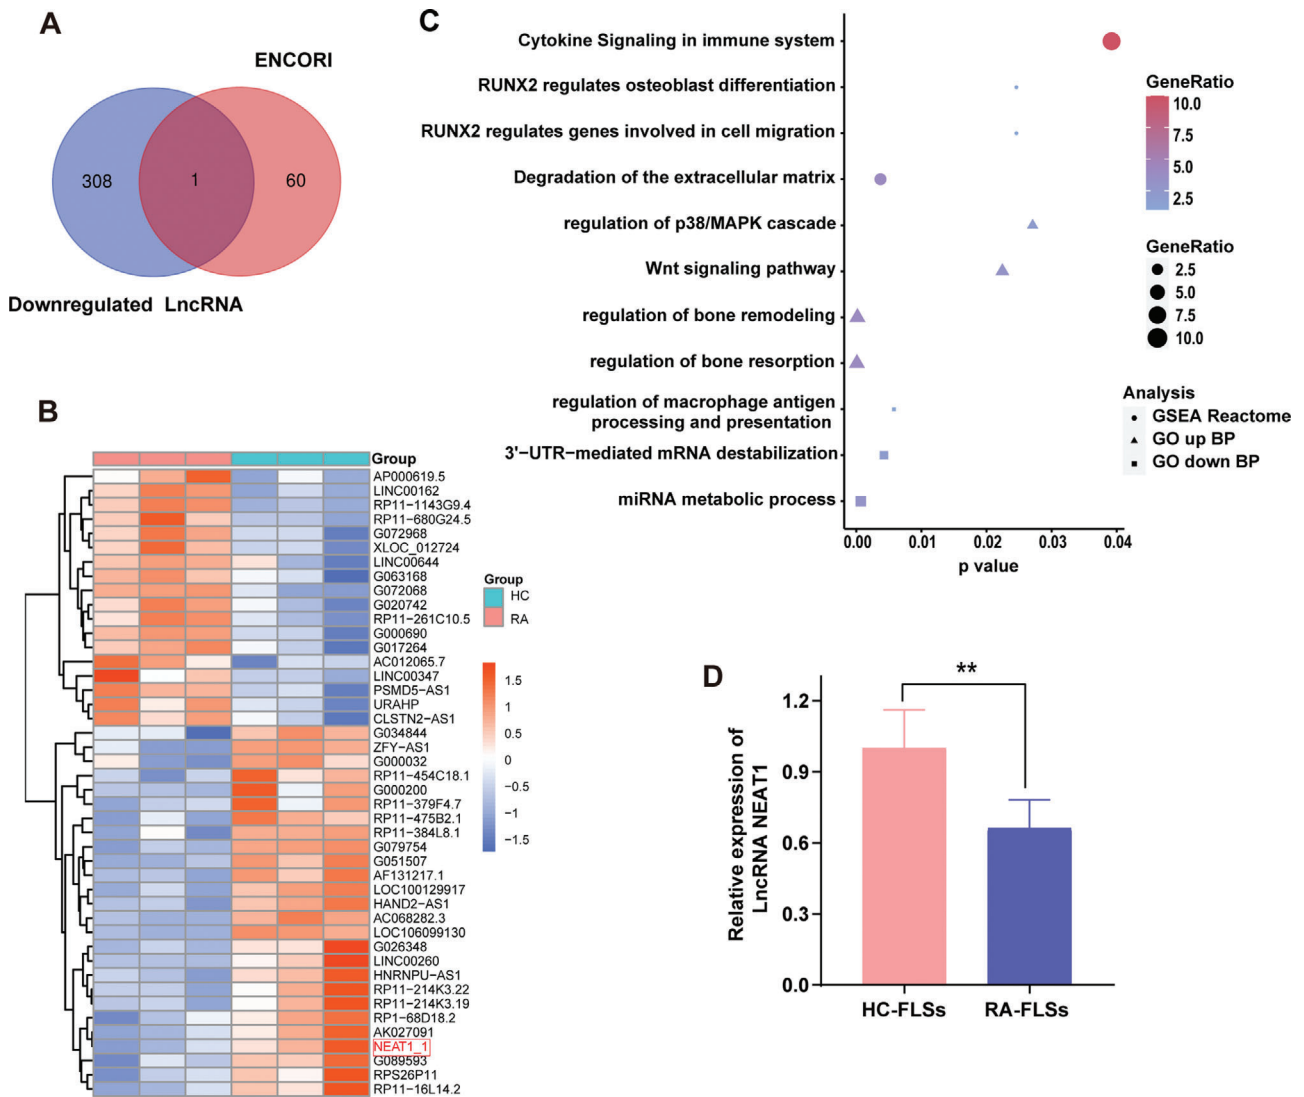 A
ENCORI
308
1
60
Downregulated LncRNA
B
Group
AP000619.5
LINC00162
RP11−1143G9.4
RP11−680G24.5
G072968
XLOC_012724
LINC00644
G063168
G072068
G020742
RP11−261C10.5
G000690
G017264
AC012065.7
LINC00347
PSMD5−AS1
URAHP
CLSTN2−AS1
G034844
ZFY−AS1
G000032
RP11−454C18.1
G000200
RP11−379F4.7
RP11−475B2.1
RP11−384L8.1
G079754
G051507
AF131217.1
LOC100129917
HAND2−AS1
AC068282.3
LOC106099130
G026348
LINC00260
HNRNPU−AS1
RP11−214K3.22
RP11−214K3.19
RP1−68D18.2
AK027091
NEAT1_1
G089593
RPS26P11
RP11−16L14.2
Group
HC
RA
1.5
1
0.5
0
−0.5
−1
−1.5
C
Cytokine Signaling in immune system
RUNX2 regulates osteoblast differentiation
RUNX2 regulates genes involved in cell migration
Degradation of the extracellular matrix
regulation of p38/MAPK cascade
Wnt signaling pathway
regulation of bone remodeling
regulation of bone resorption
regulation of macrophage antigen
processing and presentation
3'−UTR−mediated mRNA destabilization
miRNA metabolic process
0.00
0.01
0.02
0.03
0.04
p value
GeneRatio
10.0
7.5
5.0
2.5
GeneRatio
2.5
5.0
7.5
10.0
Analysis
GSEA Reactome
GO up BP
GO down BP
D
**
Relative expression of
LncRNA NEAT1
1.2
0.9
0.6
0.3
0.0
HC-FLSs
RA-FLSs